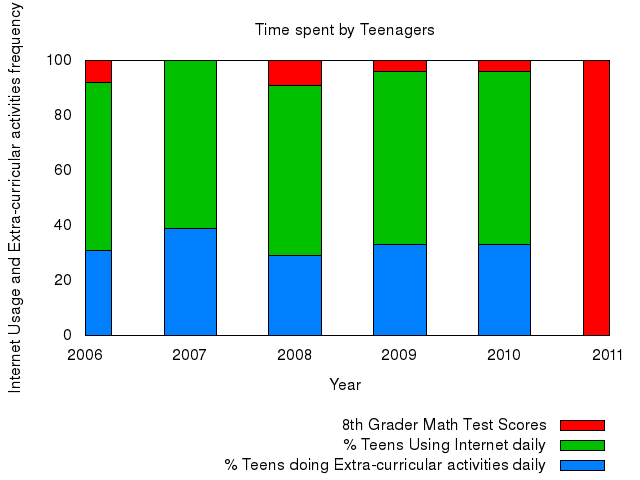 Time spent by Teenagers
Internet Usage and Extra-curricular activities frequency
100
80
60
40
20
0
2006 2007 2008 2009 2010 2011
Year
8th Grader Math Test Scores
% Teens Using Internet daily
% Teens doing Extra-curricular activities daily